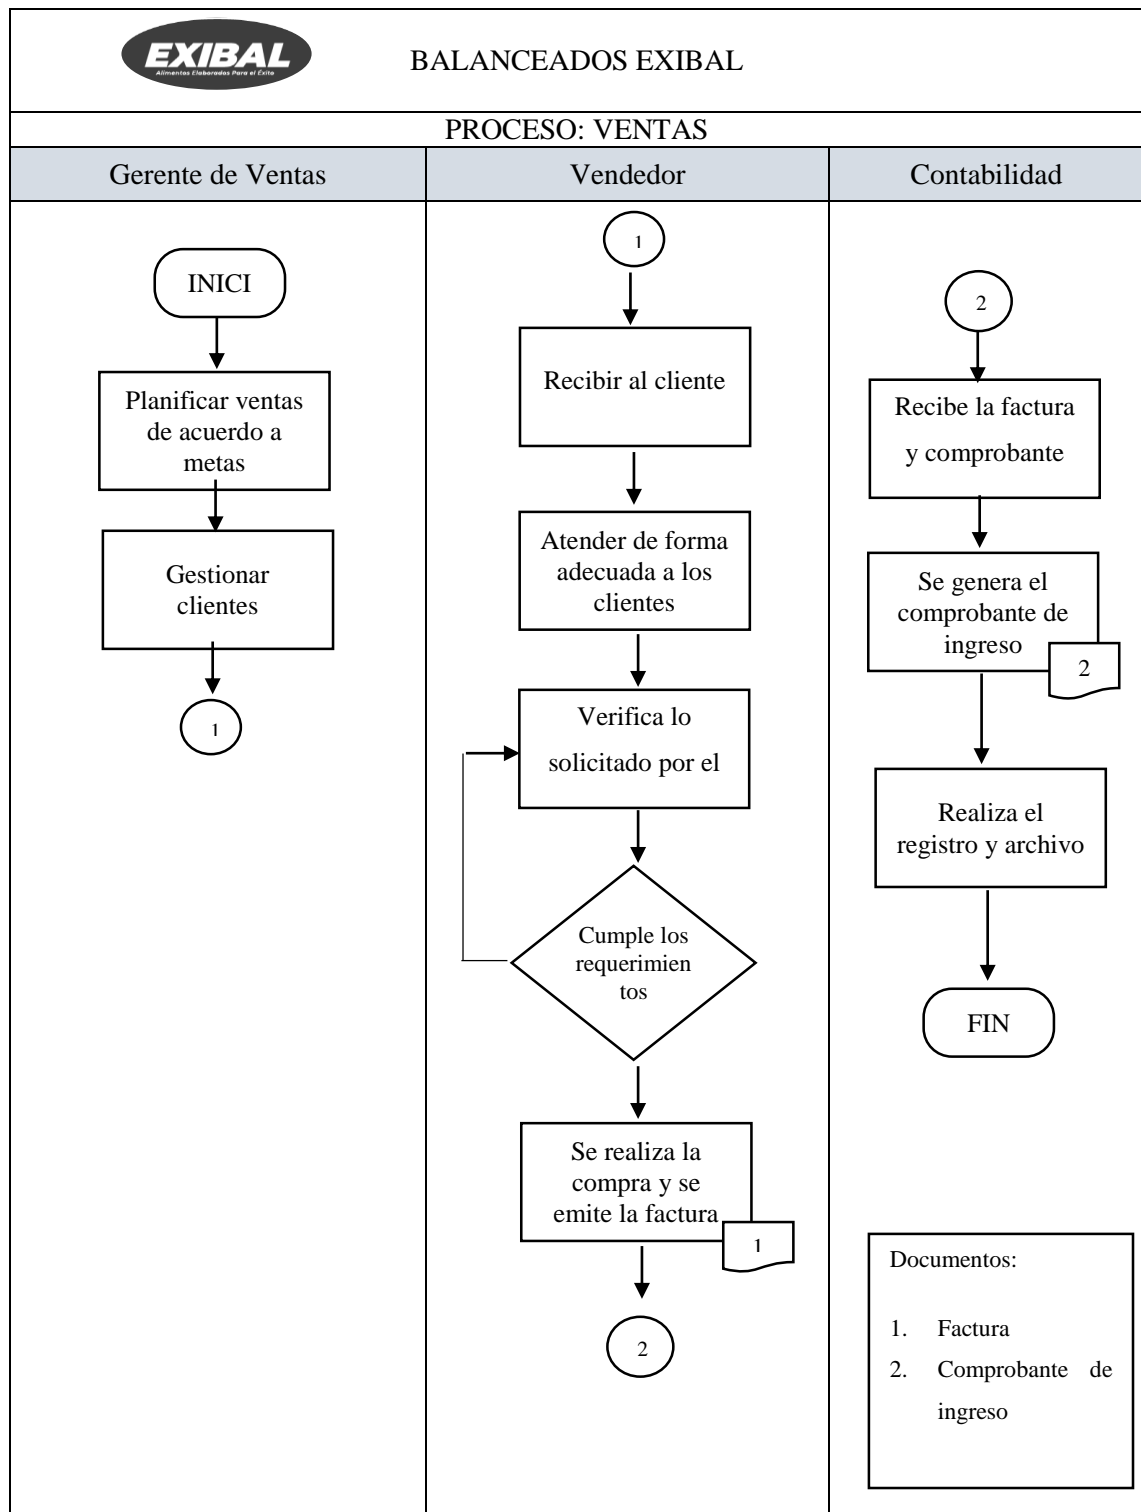 EXIBAL
Alimentos Elaborados Para el Éxito
BALANCEADOS EXIBAL
PROCESO: VENTAS
Gerente de Ventas
Vendedor
Contabilidad
INICI
Planificar ventas
de acuerdo a
metas
Gestionar
clientes
1
1
Recibir al cliente
Atender de forma
adecuada a los
clientes
Verifica lo
solicitado por el
Cumple los
requerimien
tos
Se realiza la
compra y se
emite la factura
1
2
2
Recibe la factura
y comprobante
Se genera el
comprobante de
ingreso
2
Realiza el
registro y archivo
FIN
Documentos:
1. Factura
2. Comprobante de
ingreso